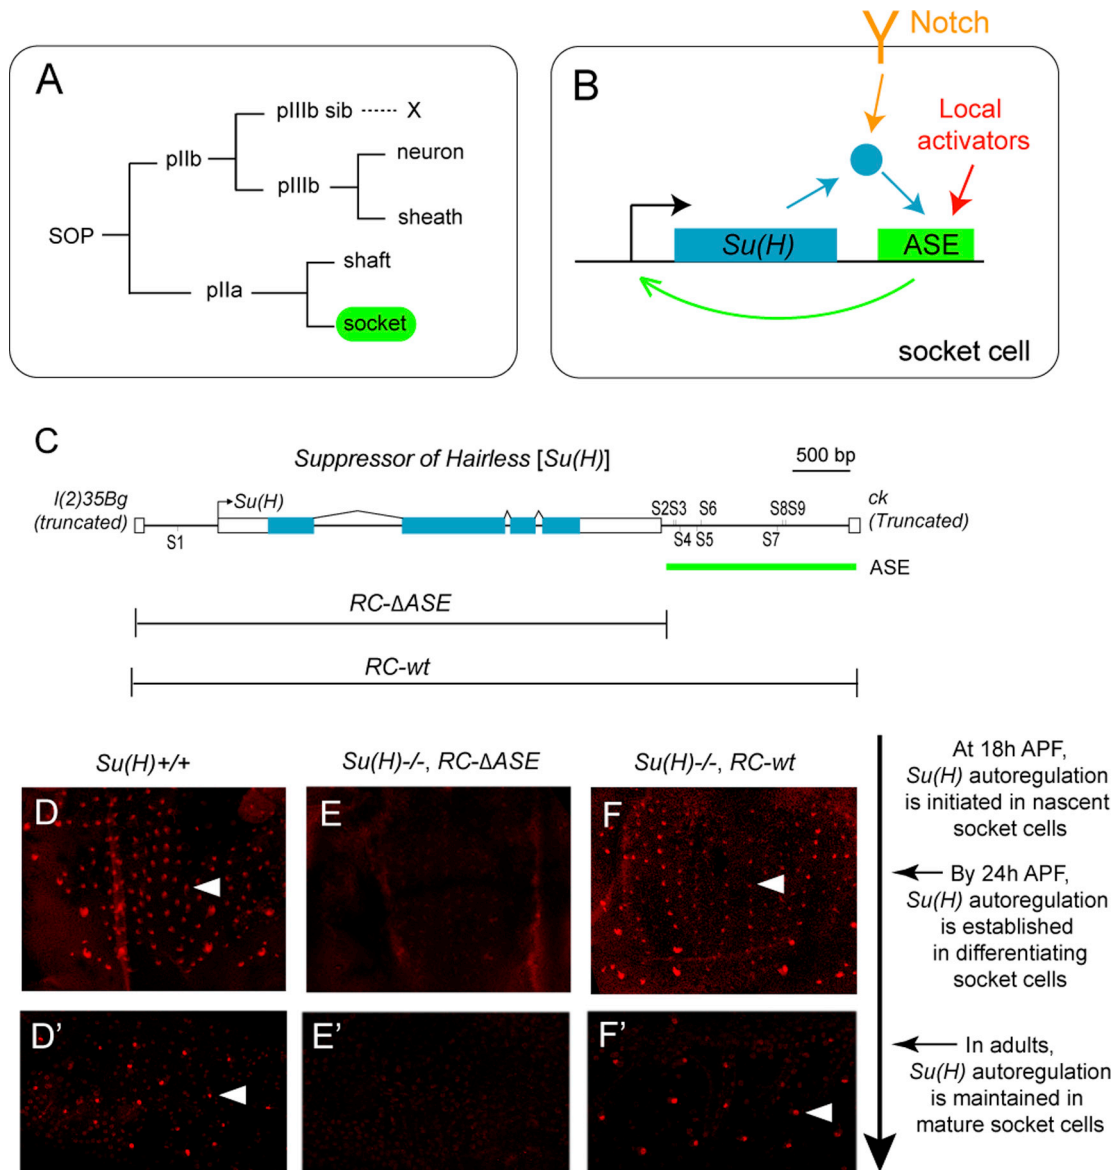 A
pIIIb sib
X
pIIb
neuron
pIIIb
SOP
sheath
shaft
pIIa
socket
Notch
B
Local
activators
Su(H)
ASE
socket cell
C
500 bp
Suppressor of Hairless [Su(H)]
l(2)35Bg
(truncated)
Su(H)
ck
(Truncated)
S2S3
S6
S8S9
S1
S4
S5
S7
ASE
RC-ΔASE
RC-wt
Su(H)+/+
Su(H)-/-, RC-ΔASE
Su(H)-/-, RC-wt
D
E
F
D'
E'
F'
At 18h APF,
Su(H) autoregulation
is initiated in nascent
socket cells
By 24h APF,
Su(H) autoregulation
is established
in differentiating
socket cells
In adults,
Su(H) autoregulation
is maintained in
mature socket cells